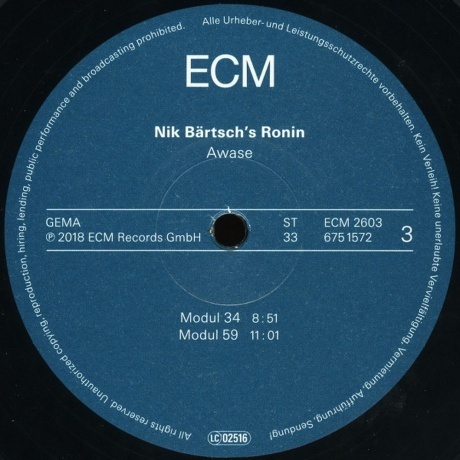 Alle Urheber- und Leistungsschutzrechte vorbehalten. Kein Verleih! Keine unerlaubte Vervielfältigung, Vermietung, Aufführung, Sendung!
ECM
Nik Bärtsch's Ronin
Awase
GEMA ST ECM 2603
℗ 2018 ECM Records GmbH 33 675 1572 3
Modul 34 8:51
Modul 59 11:01
All rights reserved. Unauthorized copying, reproduction, hiring, lending, public performance and broadcasting prohibited.
LC 02516